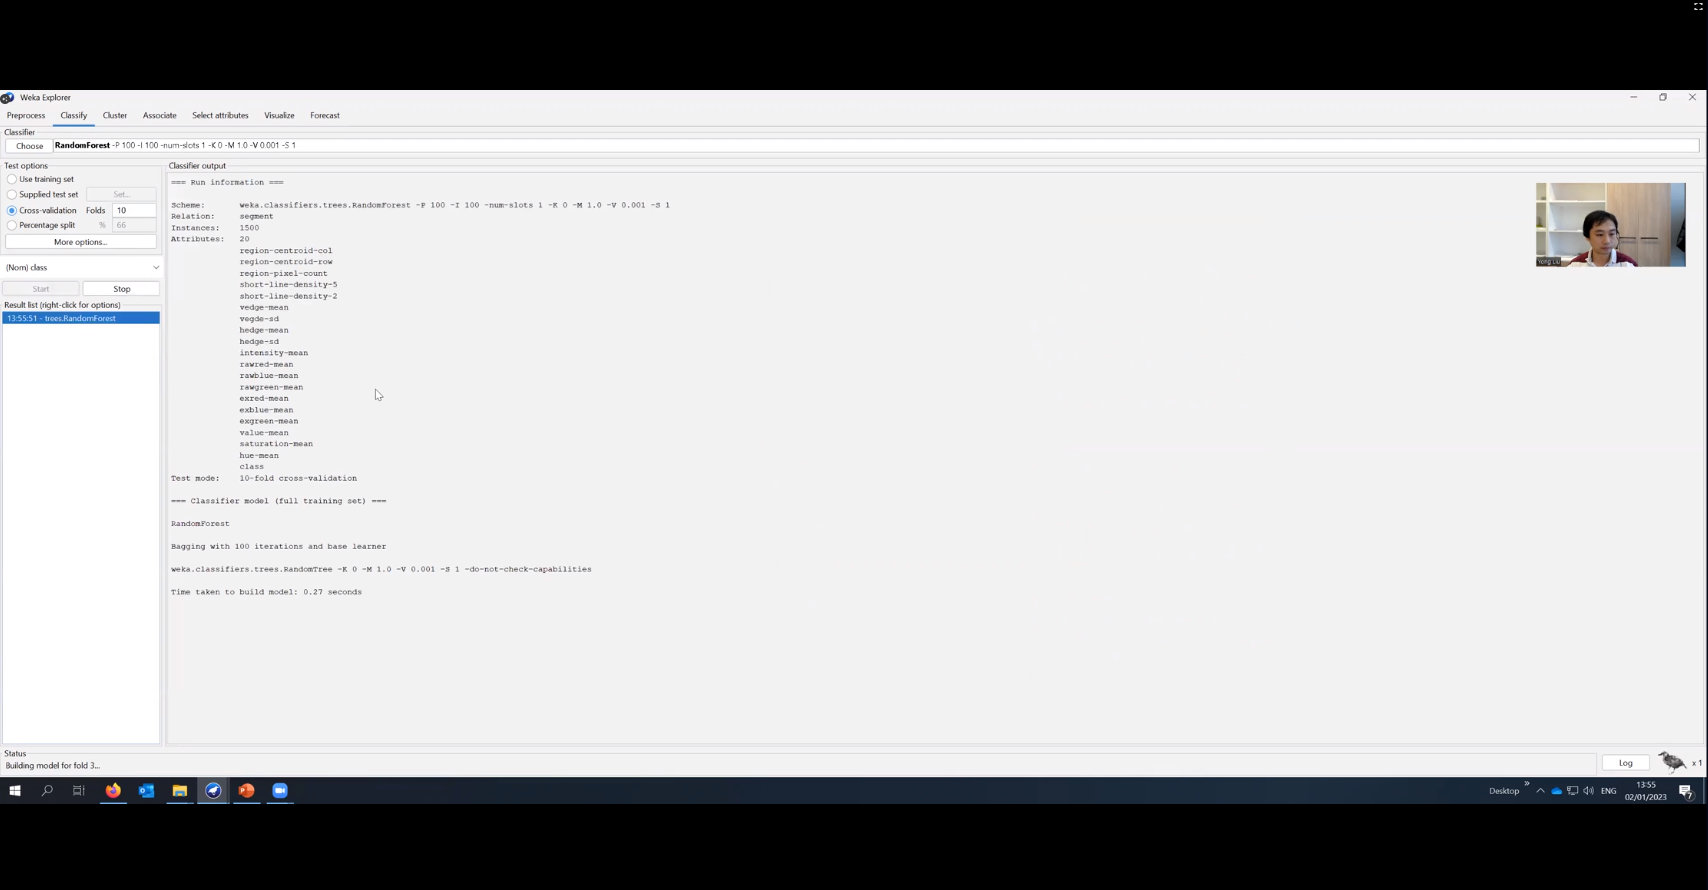 Weka Explorer
Preprocess Classify Cluster Associate Select attributes Visualize Forecast
Classifier
Choose RandomForest -P 100 -I 100 -num-slots 1 -K 0 -M 1.0 -V 0.001 -S 1
Test options
Use training set
Supplied test set Set...
Cross-validation Folds 10
Percentage split % 66
More options...
(Nom) class
Start Stop
Result list (right-click for options)
13:55:51 - trees.RandomForest
Classifier output
=== Run information ===
Scheme: weka.classifiers.trees.RandomForest -P 100 -I 100 -num-slots 1 -K 0 -M 1.0 -V 0.001 -S 1
Relation: segment
Instances: 1500
Attributes: 20
region-centroid-col
region-centroid-row
region-pixel-count
short-line-density-5
short-line-density-2
vedge-mean
vegde-sd
hedge-mean
hedge-sd
intensity-mean
rawred-mean
rawblue-mean
rawgreen-mean
exred-mean
exblue-mean
exgreen-mean
value-mean
saturation-mean
hue-mean
class
Test mode: 10-fold cross-validation
=== Classifier model (full training set) ===
RandomForest
Bagging with 100 iterations and base learner
weka.classifiers.trees.RandomTree -K 0 -M 1.0 -V 0.001 -S 1 -do-not-check-capabilities
Time taken to build model: 0.27 seconds
Yong Liu
Status
Building model for fold 3...
Log x 1
Desktop ENG 13:55
02/01/2023 7